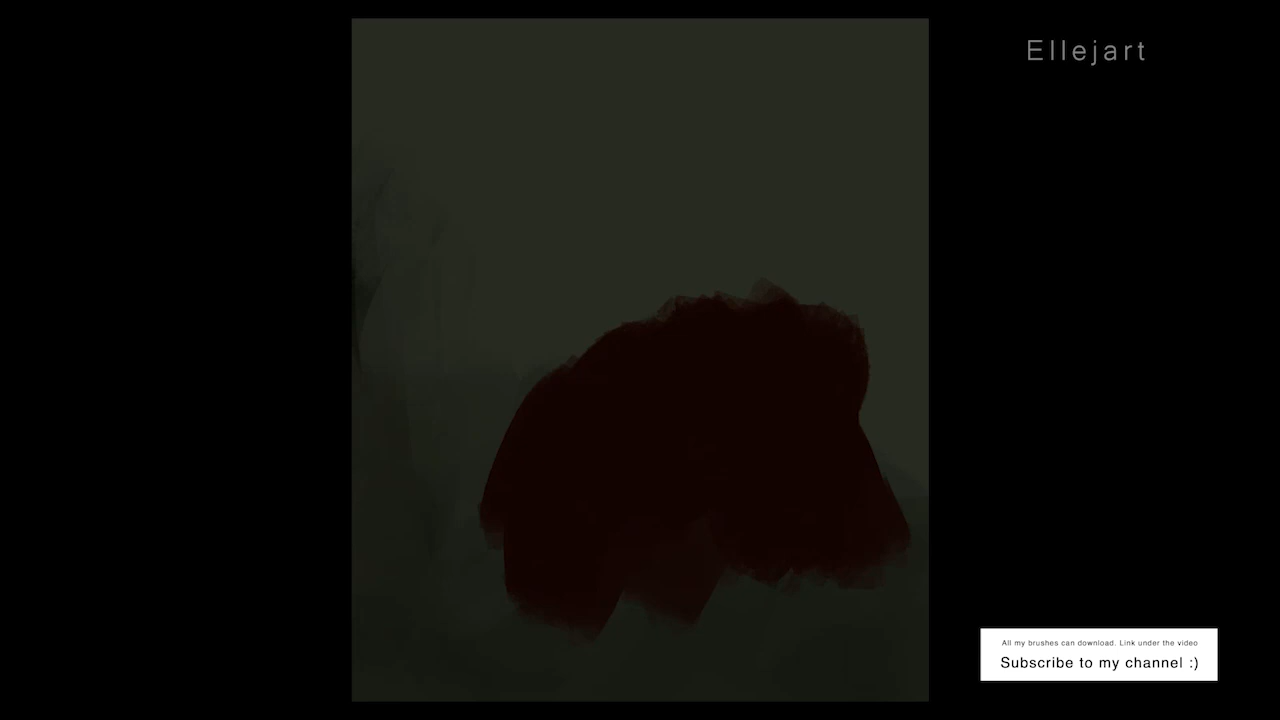 Ellejart
All my brushes can download. Link under the video
Subscribe to my channel :)